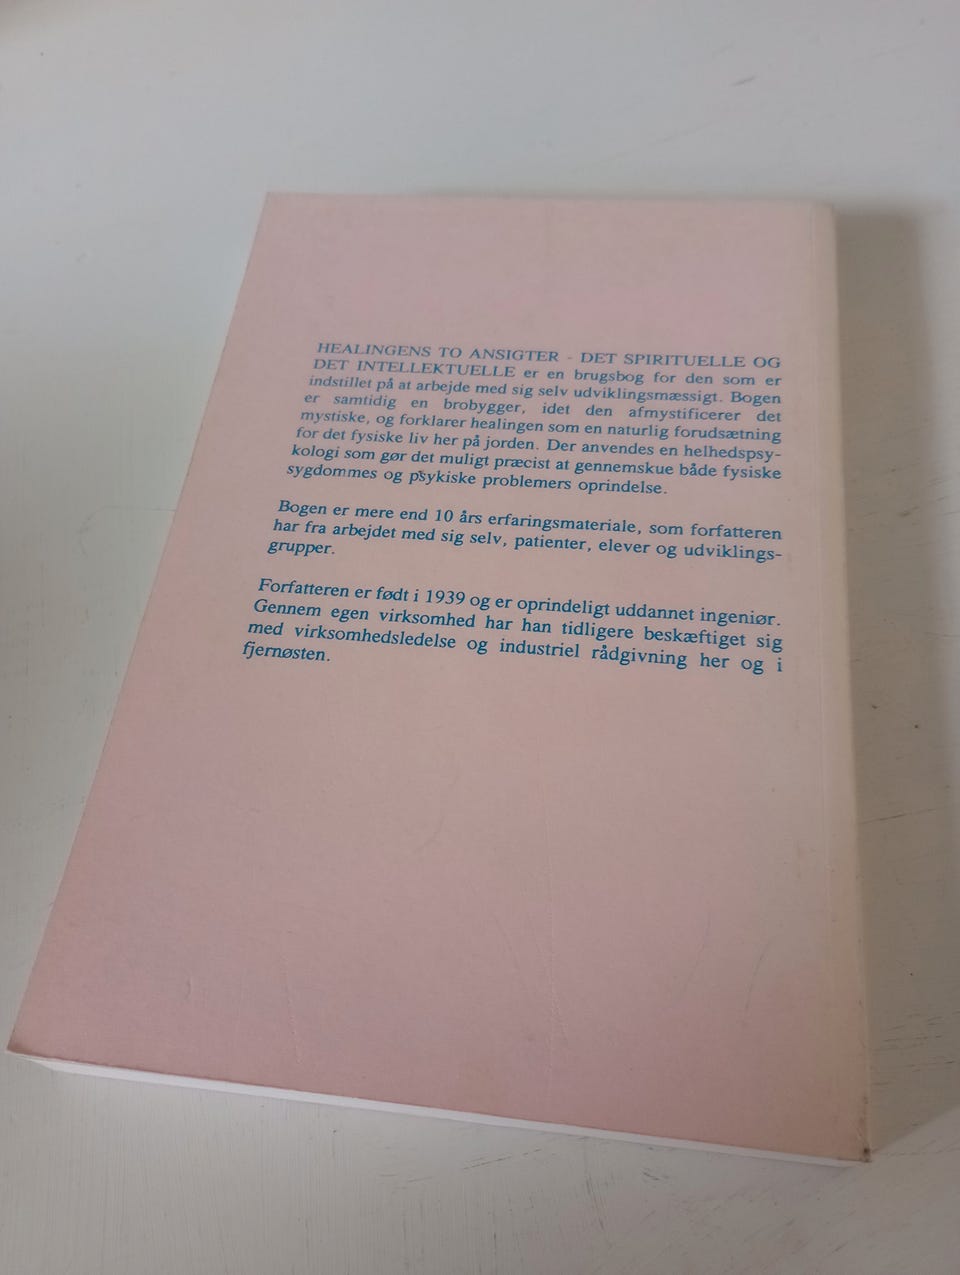 HEALINGENS TO ANSIGTER - DET SPIRITUELLE OG
DET INTELLEKTUELLE er en brugsbog for den som er
indstillet på at arbejde med sig selv udviklingsmæssigt. Bogen
er samtidig en brobygger, idet den afmystificerer det
mystiske, og forklarer healingen som en naturlig forudsætning
for det fysiske liv her på jorden. Der anvendes en helhedspsy-
kologi som gør det muligt præcist at gennemskue både fysiske
sygdommes og psykiske problemers oprindelse.
Bogen er mere end 10 års erfaringsmateriale, som forfatteren
har fra arbejdet med sig selv, patienter, elever og udviklings-
grupper.
Forfatteren er født i 1939 og er oprindeligt uddannet ingeniør.
Gennem egen virksomhed har han tidligere beskæftiget sig
med virksomhedsledelse og industriel rådgivning her og i
fjernøsten.